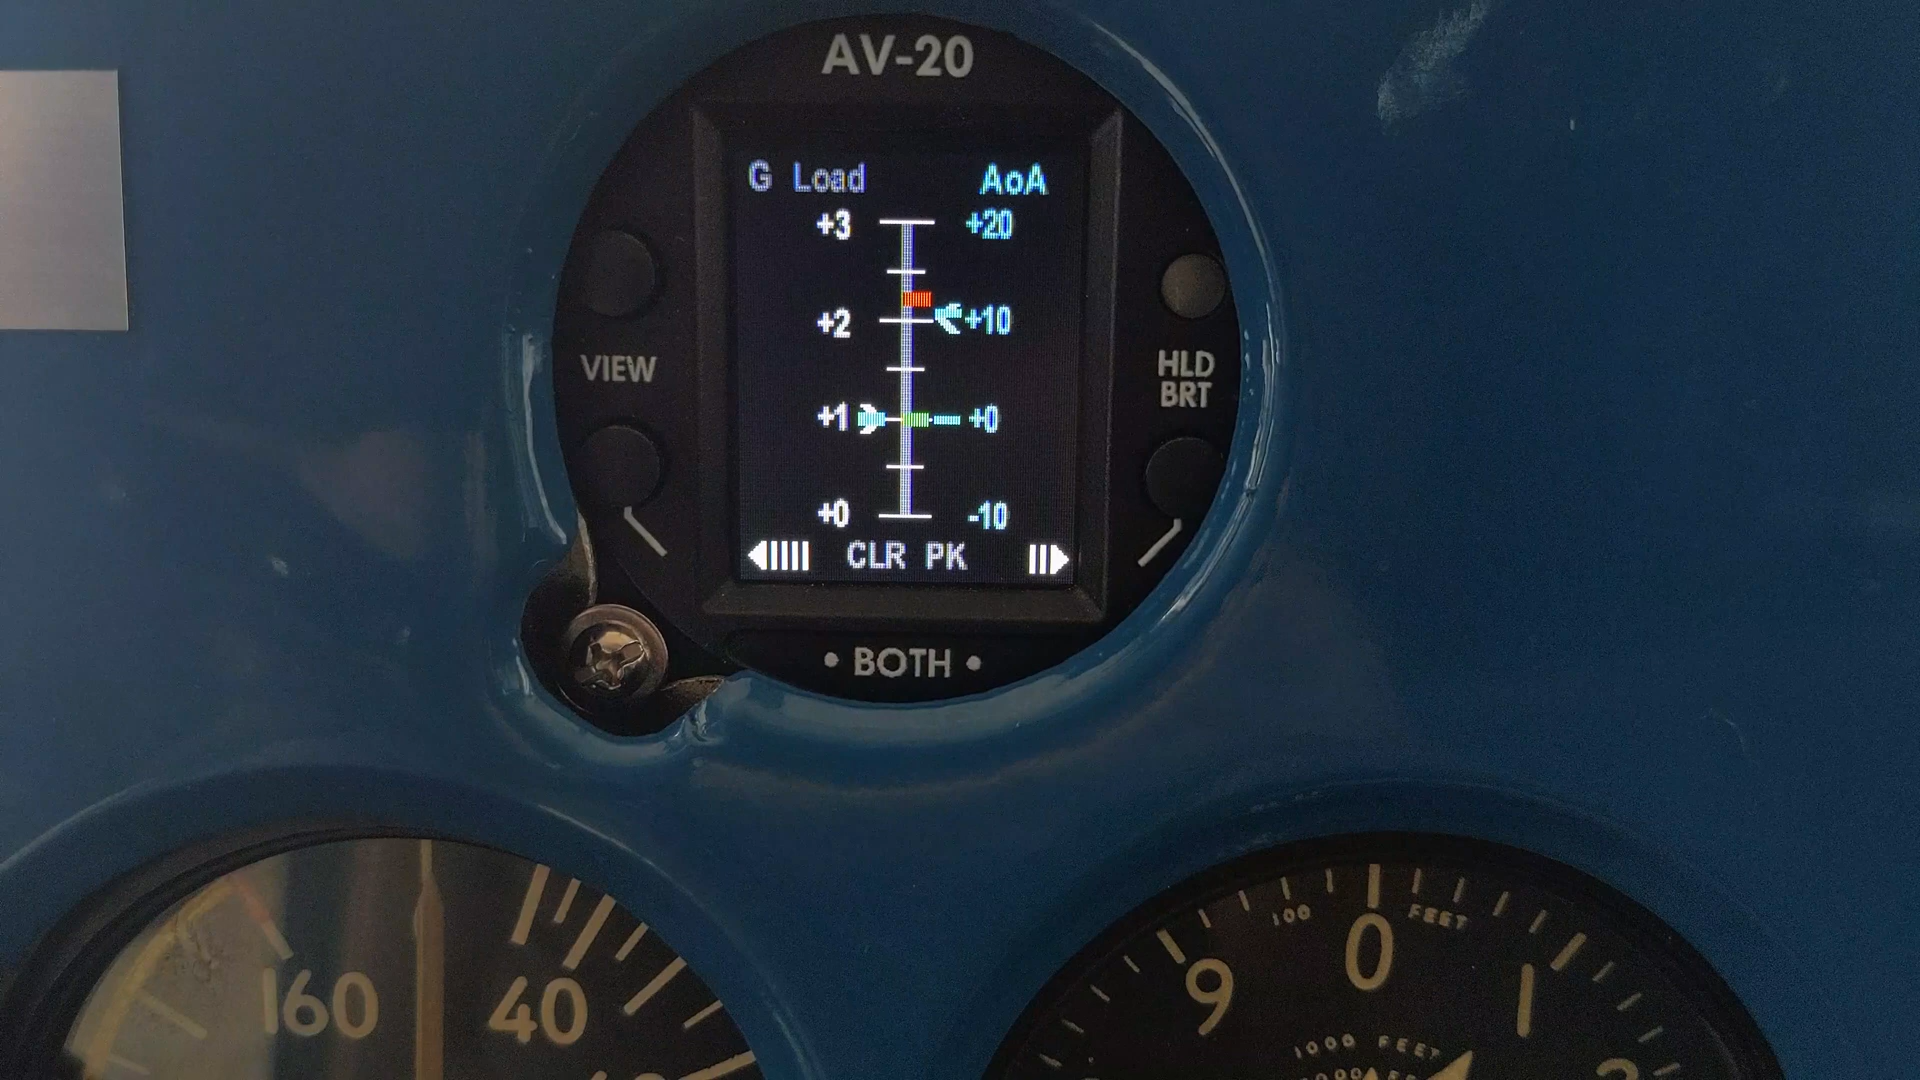 AV-20
G Load AoA
+3 +20
+2 +10
VIEW
HLD
BRT
+1 +0
+0 -10
CLR PK
• BOTH •
160 40
100 FEET
9 0 1
1000 FEET